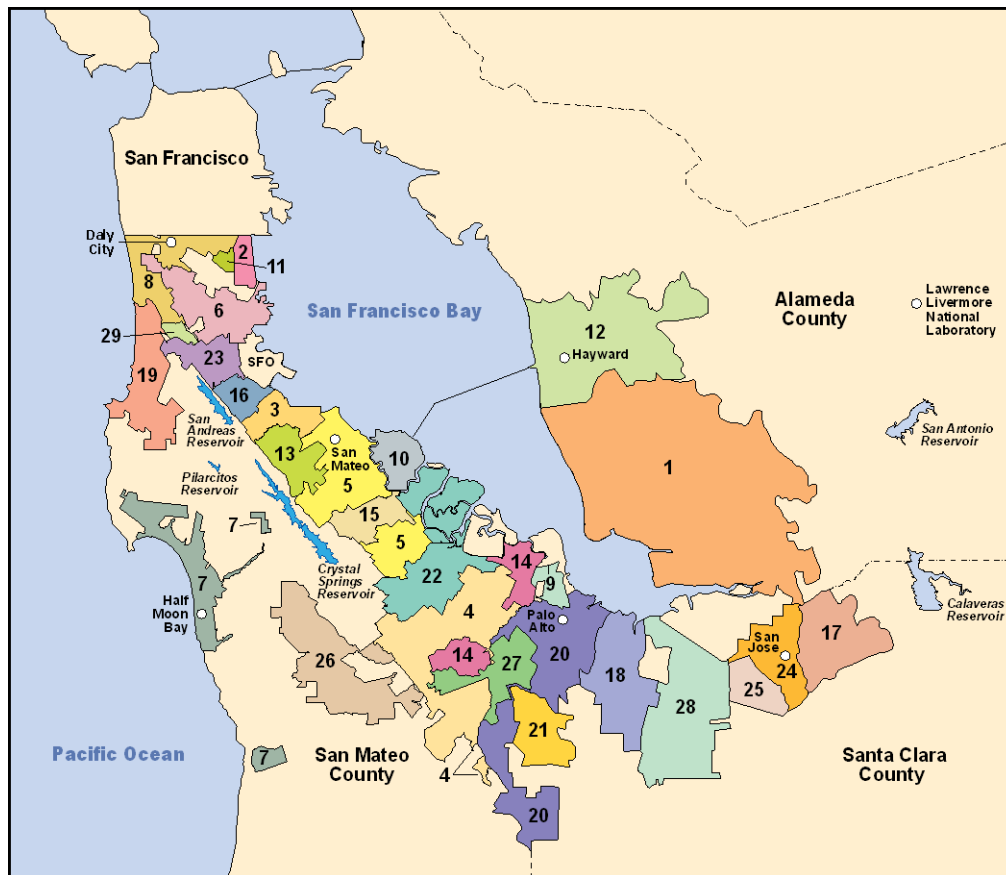 San Francisco
Daly
City
2
11
8
6
San Francisco Bay
Alameda
County
Lawrence
Livermore
National
Laboratory
29
12
Hayward
23
SFO
19
16
3
San
Andreas
Reservoir
San Antonio
Reservoir
13
San
Mateo
10
1
Pilarcitos
Reservoir
5
7
15
5
14
Crystal
Springs
Reservoir
22
9
7
Calaveras
Reservoir
Half
Moon
Bay
4
Palo
Alto
17
San
Jose
14
27
20
26
18
24
25
28
21
Pacific Ocean
7
San Mateo
County
4
Santa Clara
County
20